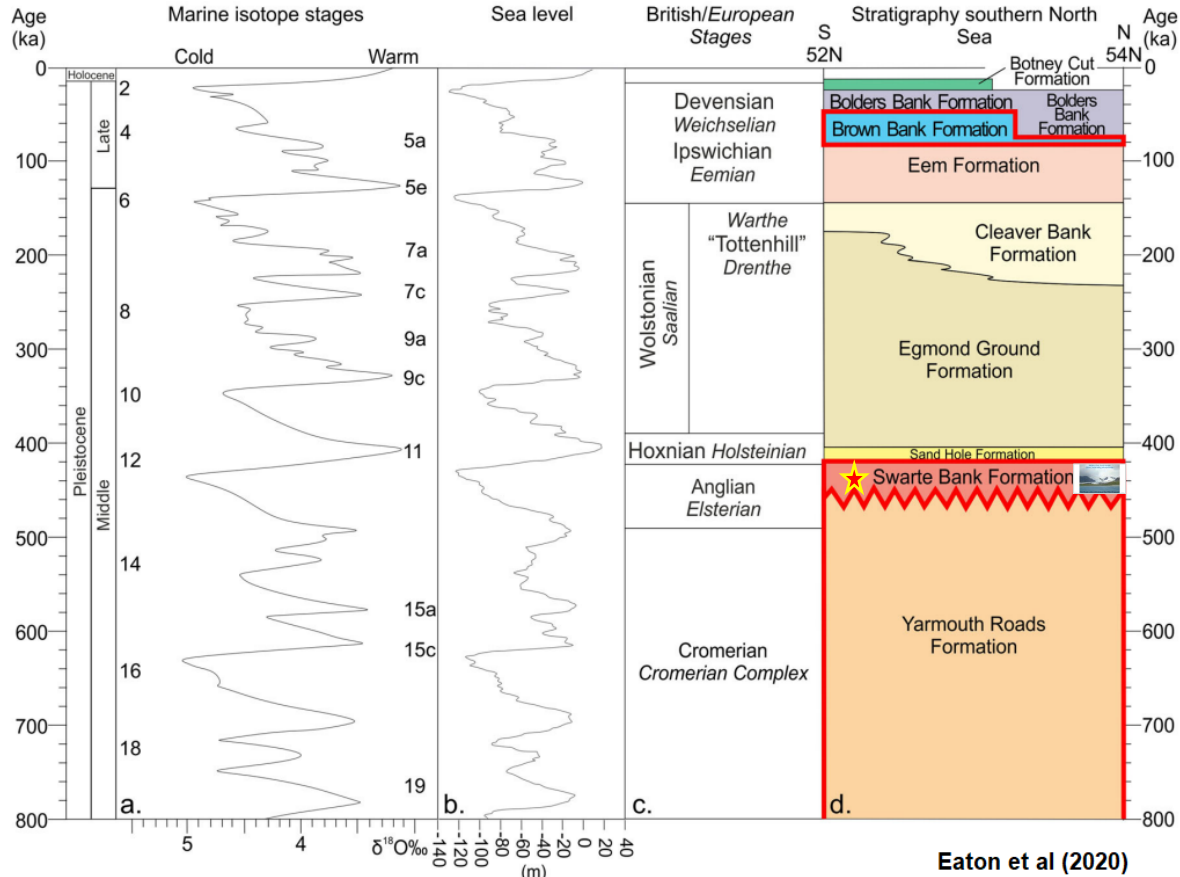 Age
(ka)
Marine isotope stages
Sea level
British/European
Stages
Stratigraphy southern North
Sea
Age
(ka)
Cold
Warm
S
52N
N
54N
0
100
200
300
400
500
600
700
800
Holocene
Late
Middle
Pleistocene
2
4
6
8
10
12
14
16
18
5a
5e
7a
7c
9a
9c
11
15a
15c
19
a.
b.
c.
d.
5
4
δ¹⁸O‰
-140
-120
-100
-80
-60
-40
-20
0
20
40
(m)
Devensian
Weichselian
Ipswichian
Eemian
Wolstonian
Saalian
Warthe
“Tottenhill”
Drenthe
Hoxnian Holsteinian
Anglian
Elsterian
Cromerian
Cromerian Complex
Botney Cut
Formation
Bolders Bank Formation
Bolders
Bank
Formation
Brown Bank Formation
Eem Formation
Cleaver Bank
Formation
Egmond Ground
Formation
Sand Hole Formation
Swarte Bank Formation
Yarmouth Roads
Formation
0
100
200
300
400
500
600
700
800
Eaton et al (2020)